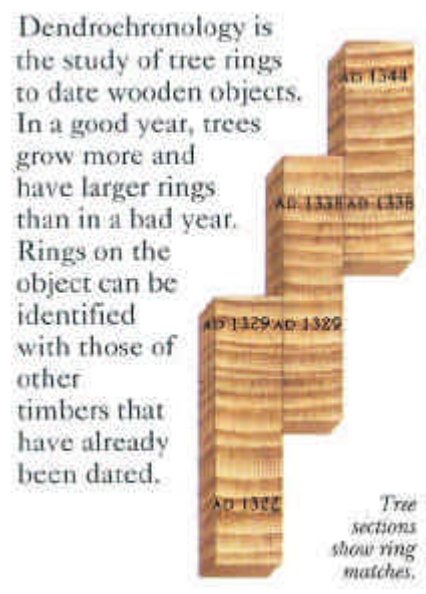 Dendrochronology is
the study of tree rings
to date wooden objects.
In a good year, trees
grow more and
have larger rings
than in a bad year.
Rings on the
object can be
identified
with those of
other
timbers that
have already
been dated.
AD 1344
AD 1338 AD 1338
AD 1329 AD 1389
AD 1322
Tree
sections
show ring
matches.